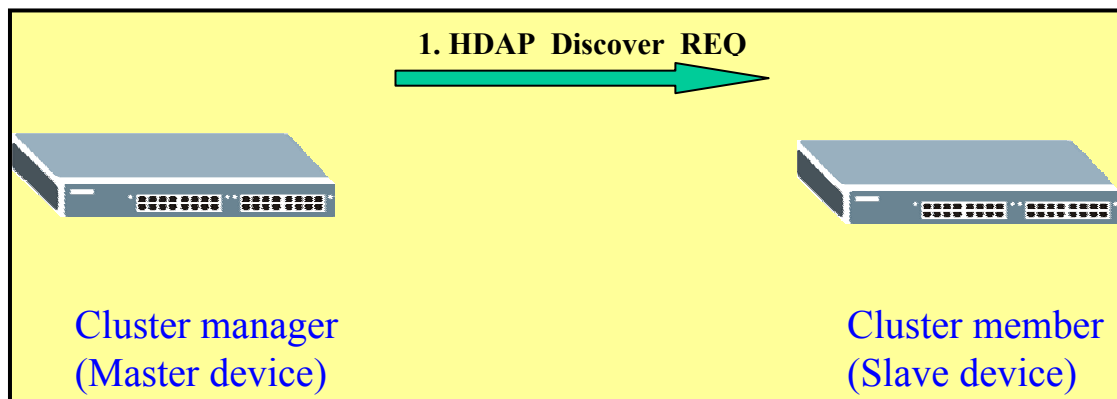 1. HDAP Discover REQ
Cluster manager
(Master device)
Cluster member
(Slave device)